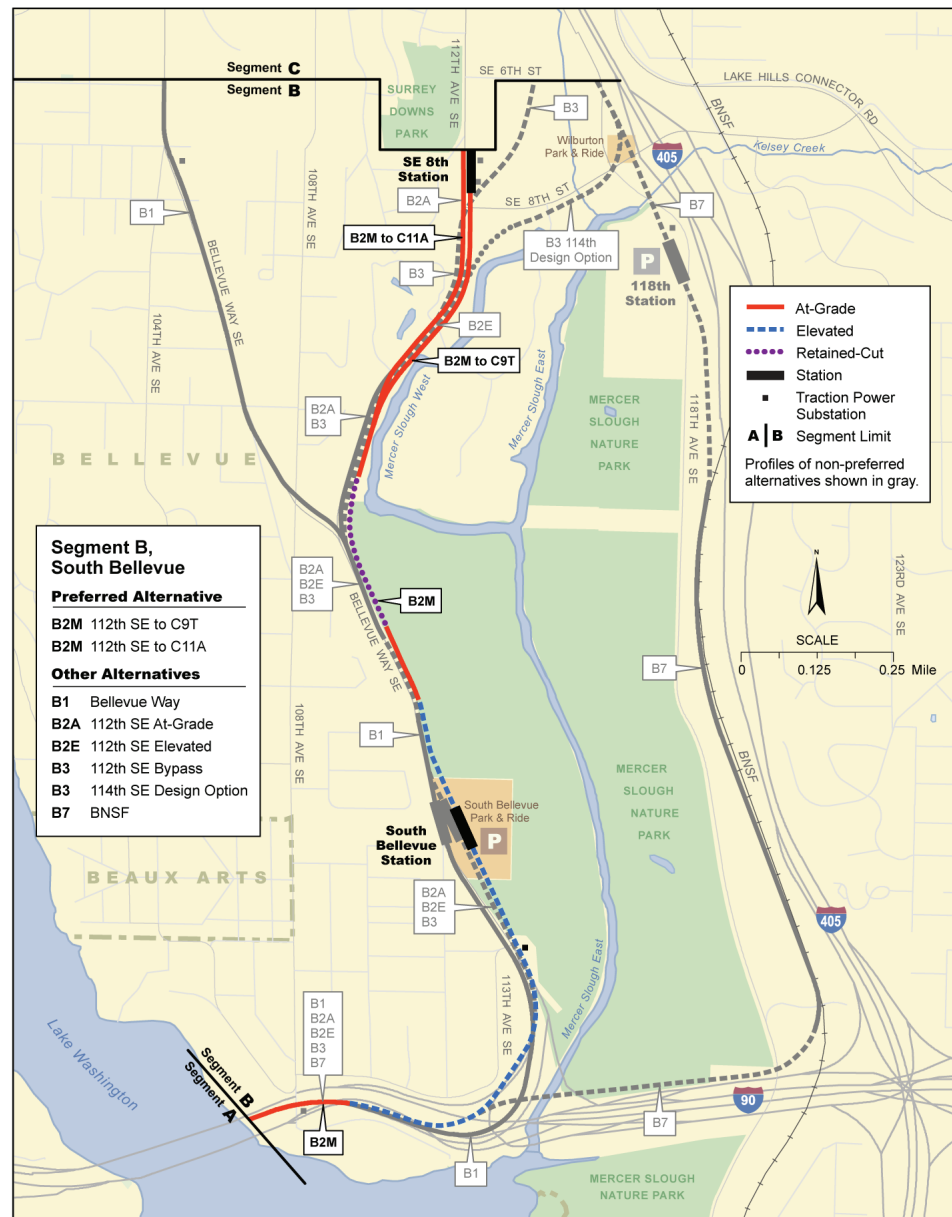 Segment C
Segment B
112TH AVE SE
SE 6TH ST
LAKE HILLS CONNECTOR RD
BNSF
SURREY
DOWNS
PARK
B3
Wilburton
Park & Ride
405
Kelsey Creek
SE 8th
Station
108TH AVE SE
B2A
SE 8TH ST
B7
B1
B2M to C11A
B3 114th
Design Option
P
118th
Station
BELLEVUE WAY SE
B3
104TH AVE SE
B2E
B2M to C9T
At-Grade
Elevated
Retained-Cut
Station
Traction Power
Substation
A B Segment Limit
Profiles of non-preferred
alternatives shown in gray.
Mercer Slough West
Mercer Slough East
MERCER
SLOUGH
NATURE
PARK
118TH AVE SE
B2A
B3
BELLEVUE
Segment B,
South Bellevue
Preferred Alternative
B2M 112th SE to C9T
B2M 112th SE to C11A
Other Alternatives
B1 Bellevue Way
B2A 112th SE At-Grade
B2E 112th SE Elevated
B3 112th SE Bypass
B3 114th SE Design Option
B7 BNSF
B2A
B2E
B3
B2M
BELLEVUE WAY SE
N
123RD AVE SE
SCALE
0 0.125 0.25 Mile
B7
108TH AVE SE
B1
BNSF
MERCER
SLOUGH
NATURE
PARK
South Bellevue
Park & Ride
P
South
Bellevue
Station
BEAUX ARTS
B2A
B2E
B3
405
Mercer Slough East
113TH AVE SE
B1
B2A
B2E
B3
B7
Lake Washington
Segment B
Segment A
B2M
90
B7
B1
MERCER SLOUGH
NATURE PARK